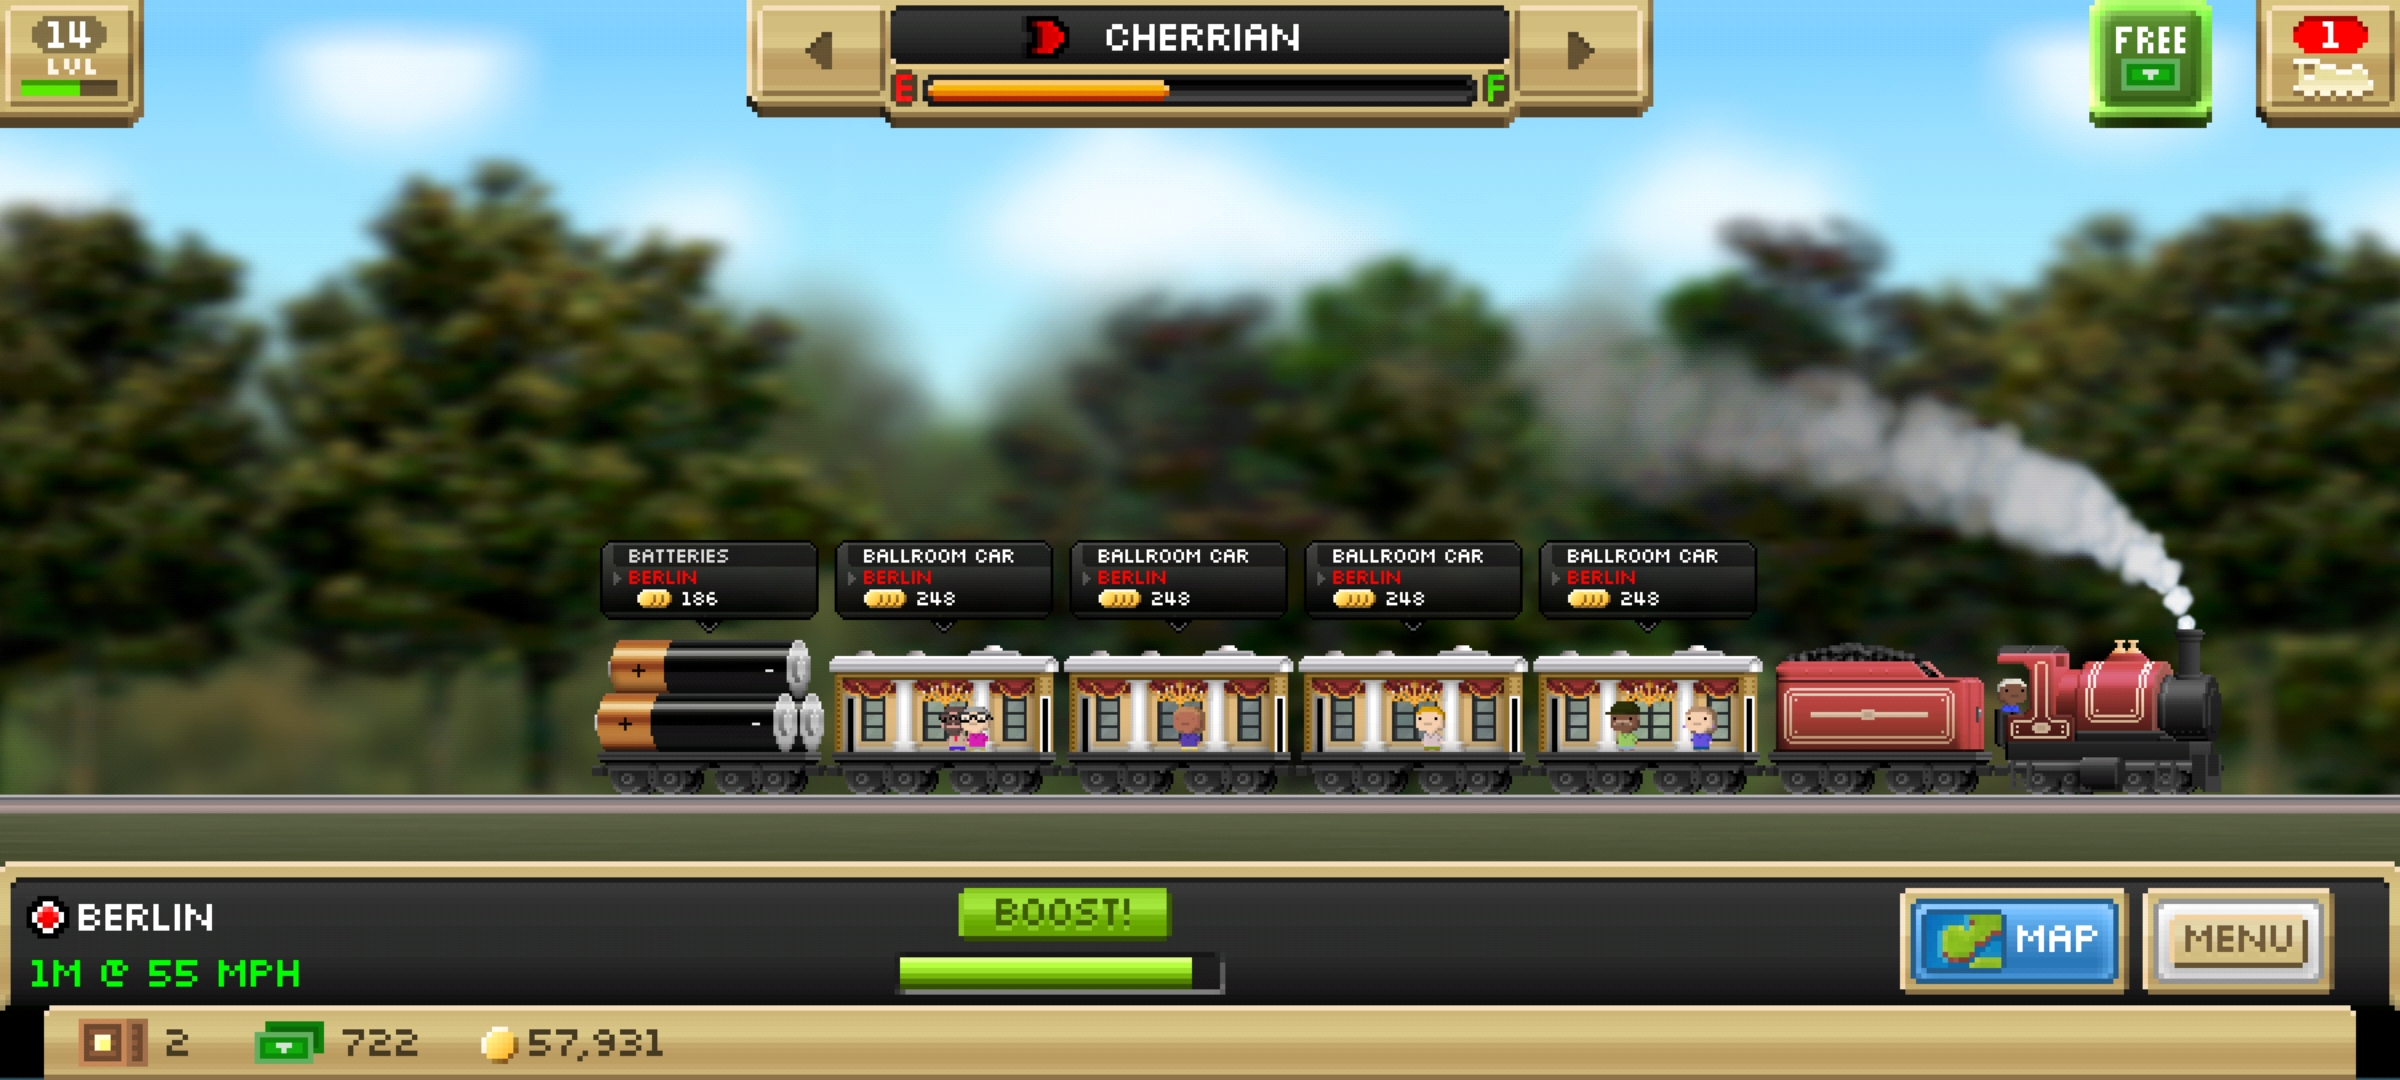 14
LVL
CHERRIAN
E
F
FREE
1
BATTERIES
BERLIN
186
BALLROOM CAR
BERLIN
248
BALLROOM CAR
BERLIN
248
BALLROOM CAR
BERLIN
248
BALLROOM CAR
BERLIN
248
+ -
+ -
BERLIN
1M @ 55 MPH
BOOST!
MAP
MENU
2
722
57,931